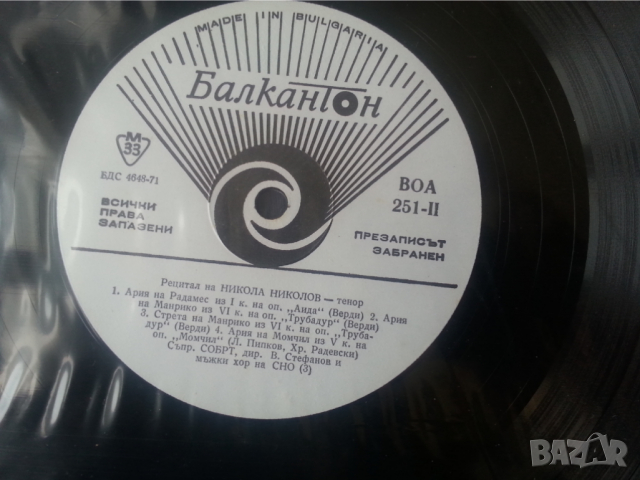 MADE IN BULGARIA
Балкантон
М
33
БДС 4648-71
ВСИЧКИ
ПРАВА
ЗАПАЗЕНИ
ВОА
251-II
ПРЕЗАПИСЪТ
ЗАБРАНЕН
Рецитал на НИКОЛА НИКОЛОВ — тенор
1. Ария на Радамес из I к. на оп. „Аида" (Верди) 2. Ария
на Манрико из VI к. на оп. „Трубадур" (Верди)
3. Стрета на Манрико из VI к. на оп. „Труба-
дур" (Верди) 4. Ария на Момчил из V к. на
оп. „Момчил" (Л. Пипков, Хр. Радевски)
Съпр. СОБРТ, дир. В. Стефанов и
мъжки хор на СНО (3)
BAZAR